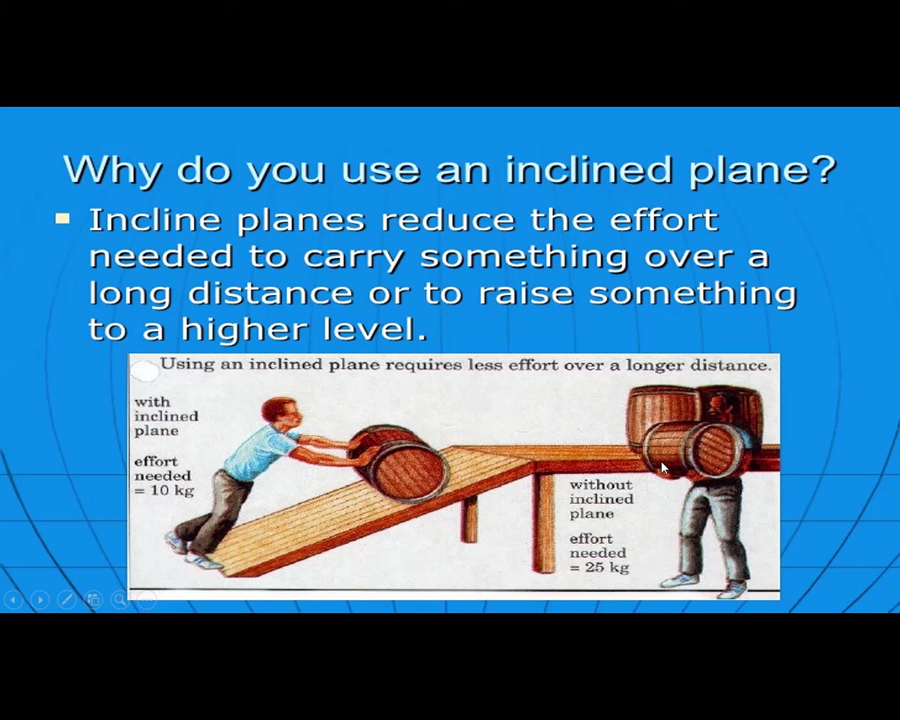 Why do you use an inclined plane?
Incline planes reduce the effort
needed to carry something over a
long distance or to raise something
to a higher level.
Using an inclined plane requires less effort over a longer distance.
with
inclined
plane
effort
needed
= 10 kg
without
inclined
plane
effort
needed
= 25 kg